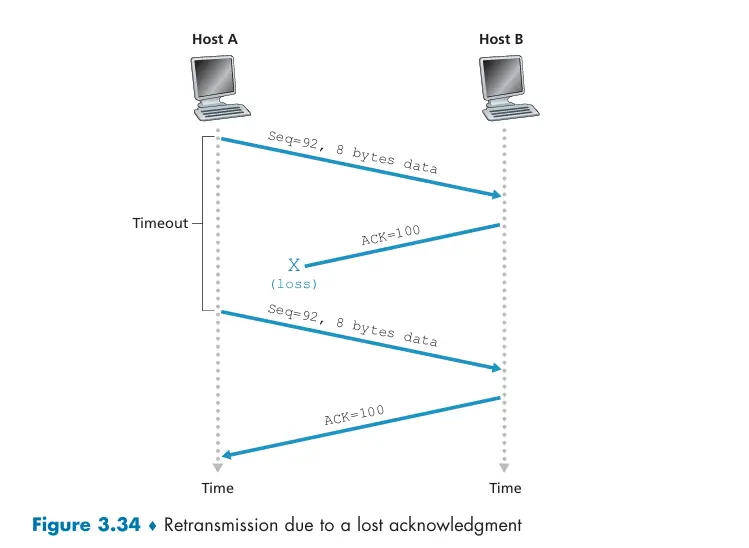 Host A
Host B
Seq=92, 8 bytes data
Timeout
ACK=100
X
(loss)
Seq=92, 8 bytes data
ACK=100
Time
Time
Figure 3.34 ♦ Retransmission due to a lost acknowledgment